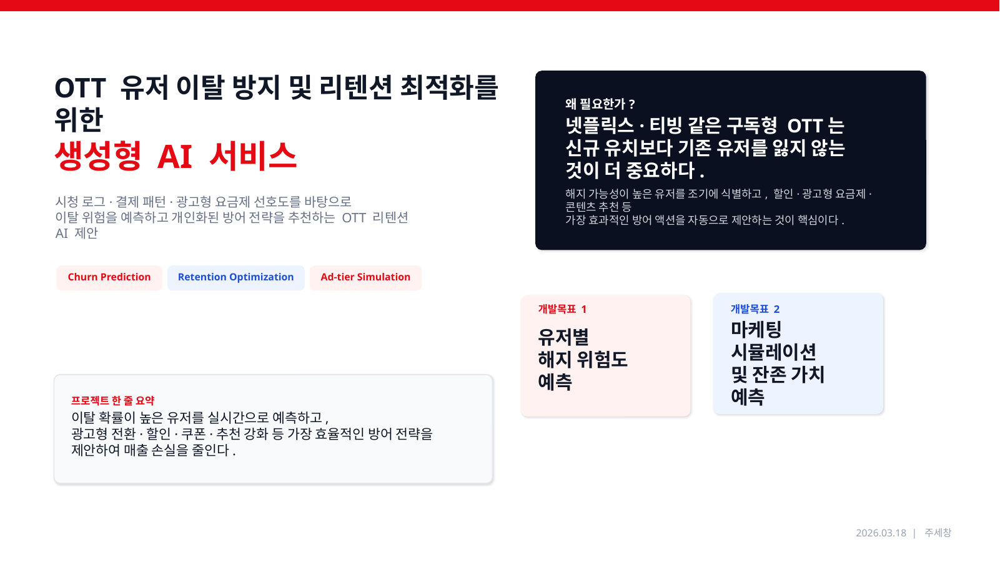 OTT 유저 이탈 방지 및 리텐션 최적화를
위한
생성형 AI 서비스
시청 로그 · 결제 패턴 · 광고형 요금제 선호도를 바탕으로
이탈 위험을 예측하고 개인화된 방어 전략을 추천하는 OTT 리텐션
AI 제안
Churn Prediction
Retention Optimization
Ad-tier Simulation
프로젝트 한 줄 요약
이탈 확률이 높은 유저를 실시간으로 예측하고 ,
광고형 전환 · 할인 · 쿠폰 · 추천 강화 등 가장 효율적인 방어 전략을
제안하여 매출 손실을 줄인다 .
왜 필요한가 ?
넷플릭스 · 티빙 같은 구독형 OTT 는
신규 유치보다 기존 유저를 잃지 않는
것이 더 중요하다 .
해지 가능성이 높은 유저를 조기에 식별하고 , 할인 · 광고형 요금제 ·
콘텐츠 추천 등
가장 효과적인 방어 액션을 자동으로 제안하는 것이 핵심이다 .
개발목표 1
유저별
해지 위험도
예측
개발목표 2
마케팅
시뮬레이션
및 잔존 가치
예측
2026.03.18 | 주세창